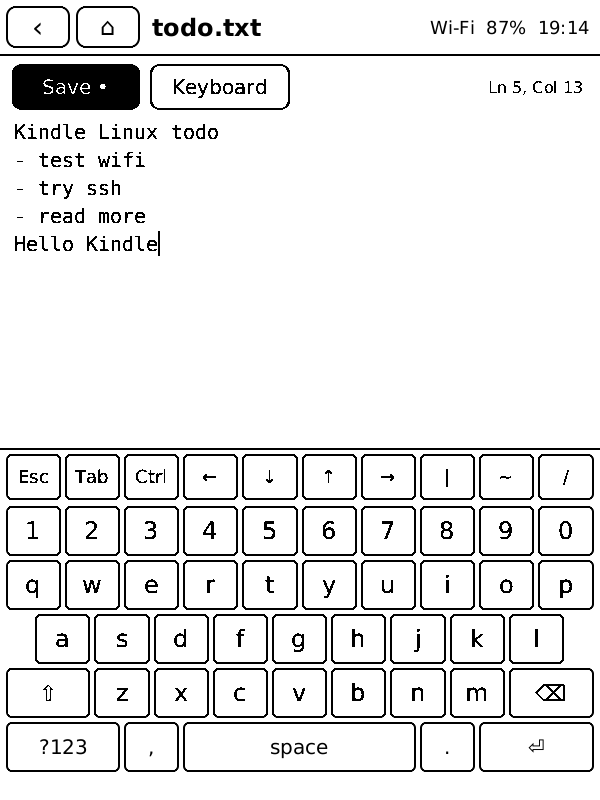 ‹ ⌂ todo.txt Wi-Fi 87% 19:14
Save • Keyboard Ln 5, Col 13
Kindle Linux todo
- test wifi
- try ssh
- read more
Hello Kindle
Esc Tab Ctrl ← ↓ ↑ → | ~ /
1 2 3 4 5 6 7 8 9 0
q w e r t y u i o p
a s d f g h j k l
⇧ z x c v b n m ⌫
?123 , space . ⏎